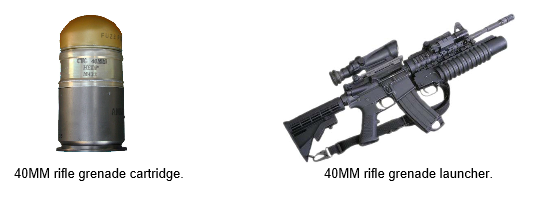 40MM rifle grenade cartridge.
40MM rifle grenade launcher.